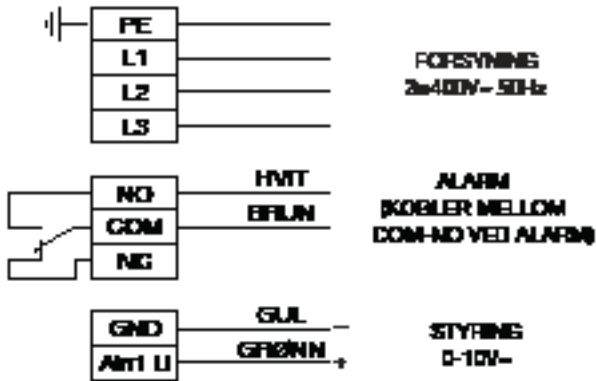 PE
L1
L2
L3
FORSYNING
3x400V~ 50Hz
NO
COM
NC
HVIT
BRUN
ALARM
(KOBLER MELLOM
COM-NO VED ALARM)
GND
Ain1 U
GUL
GRØNN
−
+
STYRING
0-10V